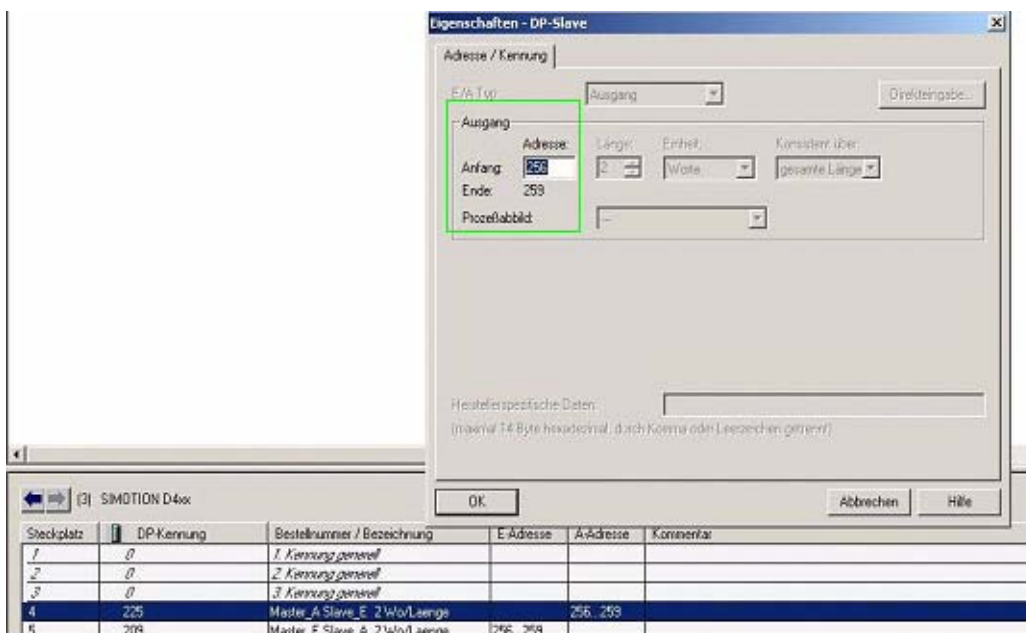 Eigenschaften - DP-Slave
Adresse / Kennung
E/A Typ: Ausgang Direkteingabe...
Ausgang
Adresse: Länge: Einheit: Konsistent über:
Anfang: 256 2 Worte gesamte Länge
Ende: 259
Prozeßabbild: ---
Herstellerspezifische Daten:
(maximal 14 Byte hexadezimal, durch Komma oder Leerzeichen getrennt)
OK Abbrechen Hilfe
(3) SIMOTION D4xx
Steckplatz DP-Kennung Bestellnummer / Bezeichnung E-Adresse A-Adresse Kommentar
1 0 1. Kennung generell
2 0 2. Kennung generell
3 0 3. Kennung generell
4 225 Master_A Slave_E 2 Wo/Laenge 256...259
5 209 Master_E Slave_A 2 Wo/Laenge 256...259